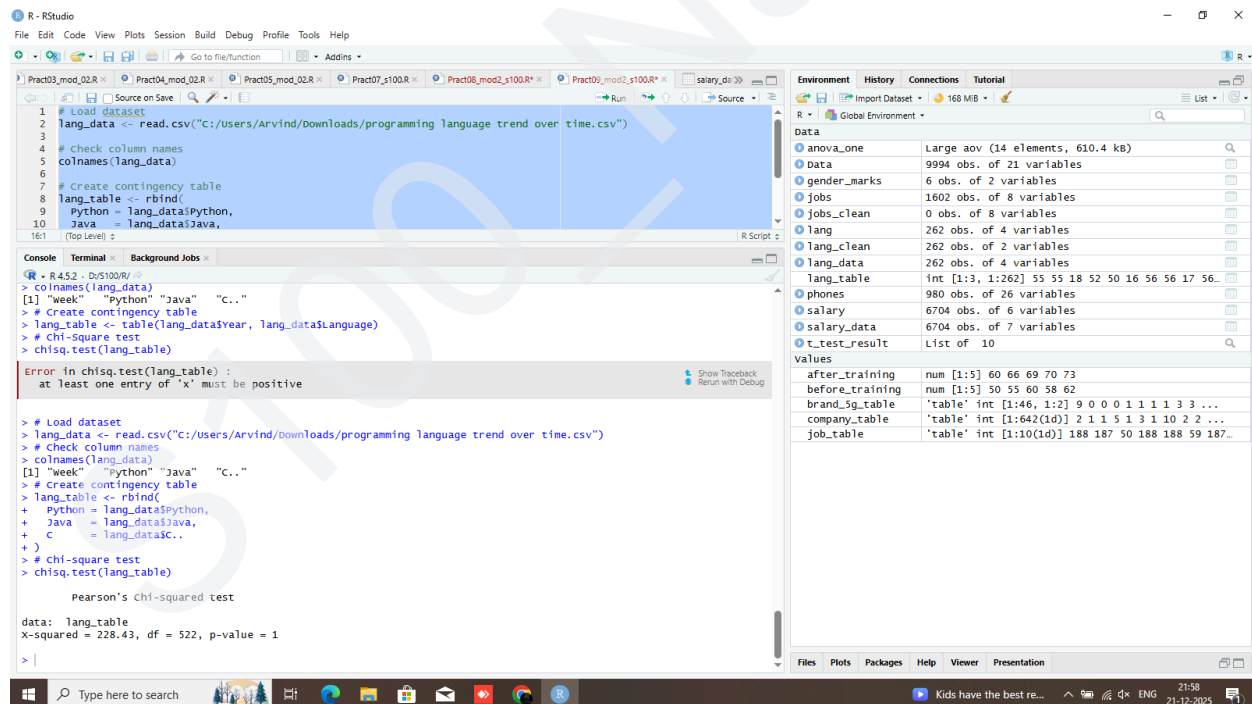 R - RStudio
File Edit Code View Plots Session Build Debug Profile Tools Help
Go to file/function Addins R
Pract03_mod_02.R Pract04_mod_02.R Pract05_mod_02.R Pract07_s100.R Pract08_mod2_s100.R* Pract09_mod2_s100.R* salary_da
Source on Save Run Source
1 # Load dataset
2 lang_data <- read.csv("C:/Users/Arvind/Downloads/programming language trend over time.csv")
3
4 # Check column names
5 colnames(lang_data)
6
7 # Create contingency table
8 lang_table <- rbind(
9 Python = lang_data$Python,
10 Java = lang_data$Java,
16:1 (Top Level) R Script
Console Terminal Background Jobs
R - R 4.5.2 · D:/S100/R/
> colnames(lang_data)
[1] "Week" "Python" "Java" "C.."
> # Create contingency table
> lang_table <- table(lang_data$Year, lang_data$Language)
> # Chi-Square test
> chisq.test(lang_table)
Error in chisq.test(lang_table) :
at least one entry of 'x' must be positive
Show Traceback
Rerun with Debug
> # Load dataset
> lang_data <- read.csv("C:/Users/Arvind/Downloads/programming language trend over time.csv")
> # Check column names
> colnames(lang_data)
[1] "Week" "Python" "Java" "C.."
> # Create contingency table
> lang_table <- rbind(
+ Python = lang_data$Python,
+ Java = lang_data$Java,
+ C = lang_data$C..
+ )
> # Chi-square test
> chisq.test(lang_table)
Pearson's Chi-squared test
data: lang_table
X-squared = 228.43, df = 522, p-value = 1
>
Environment History Connections Tutorial
Import Dataset 168 MiB List
R Global Environment
Data
anova_one Large aov (14 elements, 610.4 kB)
Data 9994 obs. of 21 variables
gender_marks 6 obs. of 2 variables
jobs 1602 obs. of 8 variables
jobs_clean 0 obs. of 8 variables
lang 262 obs. of 4 variables
lang_clean 262 obs. of 2 variables
lang_data 262 obs. of 4 variables
lang_table int [1:3, 1:262] 55 55 18 52 50 16 56 56 17 56…
phones 980 obs. of 26 variables
salary 6704 obs. of 6 variables
salary_data 6704 obs. of 7 variables
t_test_result List of 10
Values
after_training num [1:5] 60 66 69 70 73
before_training num [1:5] 50 55 60 58 62
brand_5g_table 'table' int [1:46, 1:2] 9 0 0 0 1 1 1 1 3 3 ...
company_table 'table' int [1:642(1d)] 2 1 1 5 1 3 1 10 2 2 ...
job_table 'table' int [1:10(1d)] 188 187 50 188 188 59 187…
Files Plots Packages Help Viewer Presentation
Type here to search
Kids have the best re... ENG 21:58
21-12-2025